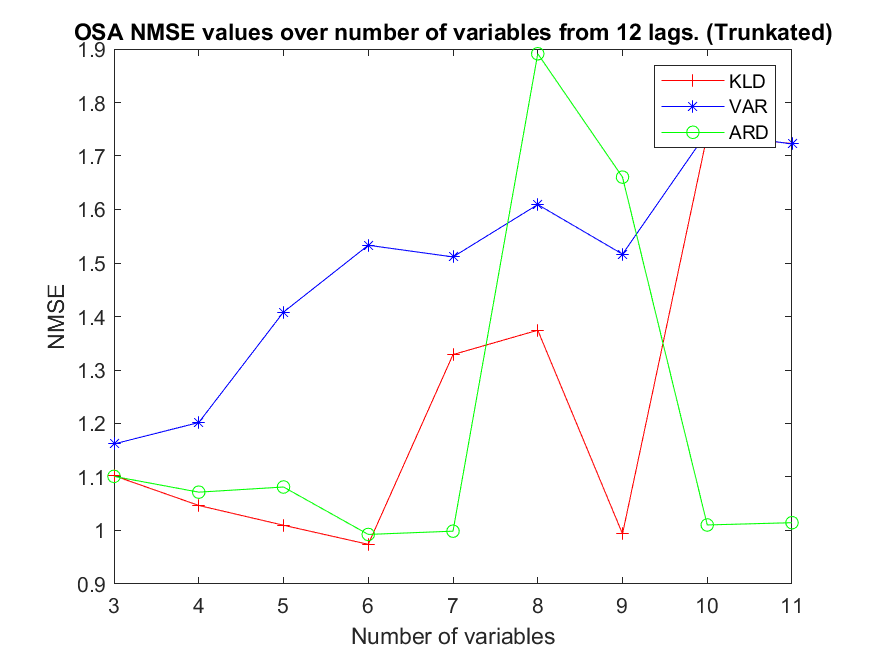 OSA NMSE values over number of variables from 12 lags. (Trunkated)
1.9
1.8
1.7
1.6
1.5
1.4
1.3
1.2
1.1
1
0.9
NMSE
KLD
VAR
ARD
3 4 5 6 7 8 9 10 11
Number of variables